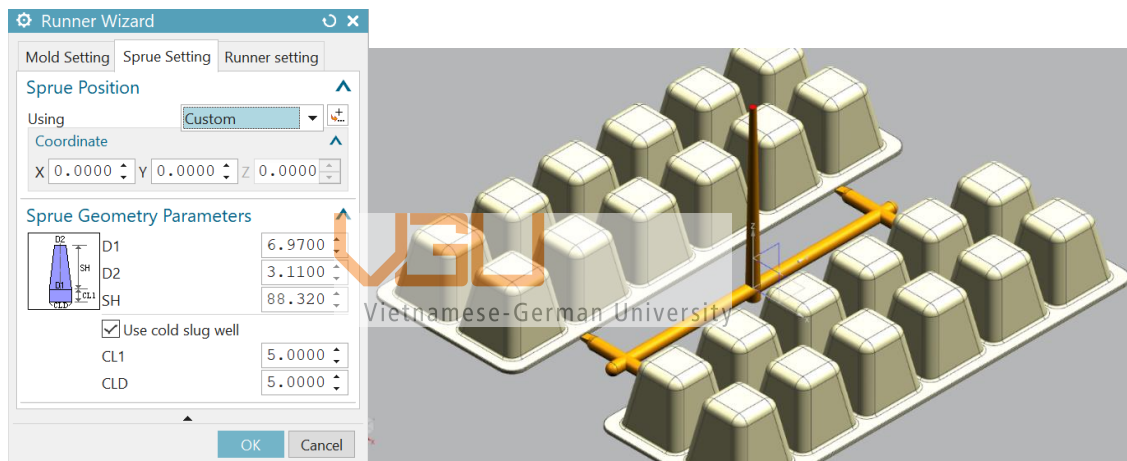 Runner Wizard
Mold Setting Sprue Setting Runner setting
Sprue Position
Using Custom
Coordinate
X 0.0000 Y 0.0000 Z 0.0000
Sprue Geometry Parameters
D2
SH
D1
CL1
CLD
D1 6.9700
D2 3.1100
SH 88.320
Use cold slug well
CL1 5.0000
CLD 5.0000
OK Cancel
VGU
Vietnamese-German University
Z